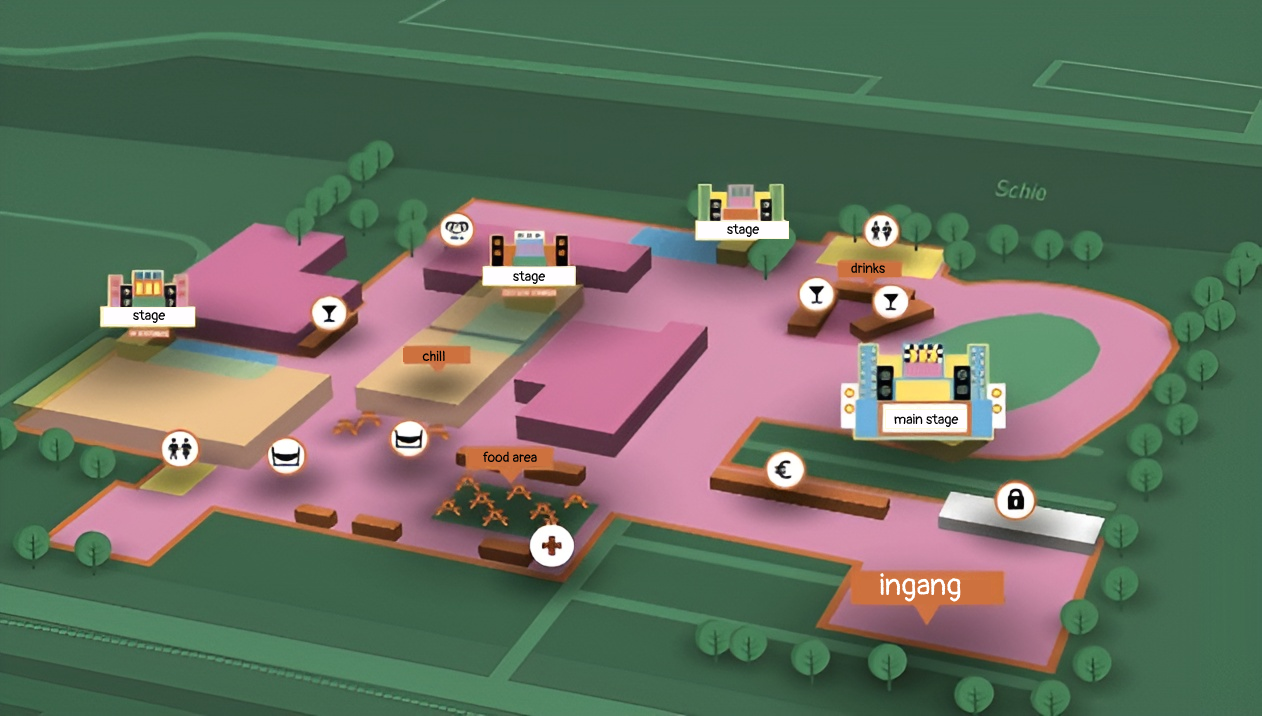 Schie
stage
stage
drinks
stage
chill
main stage
food area
€
ingang